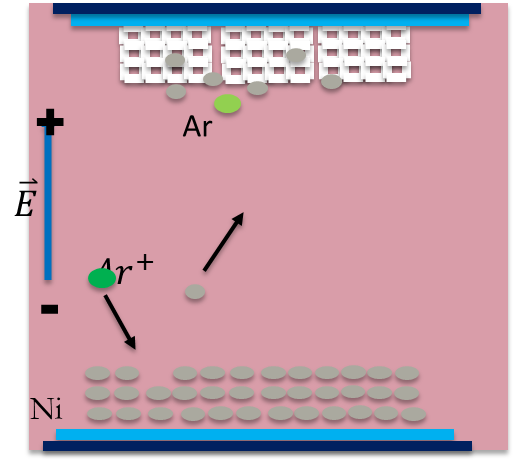 +
Ar
E⃗
Ar⁺
-
Ni